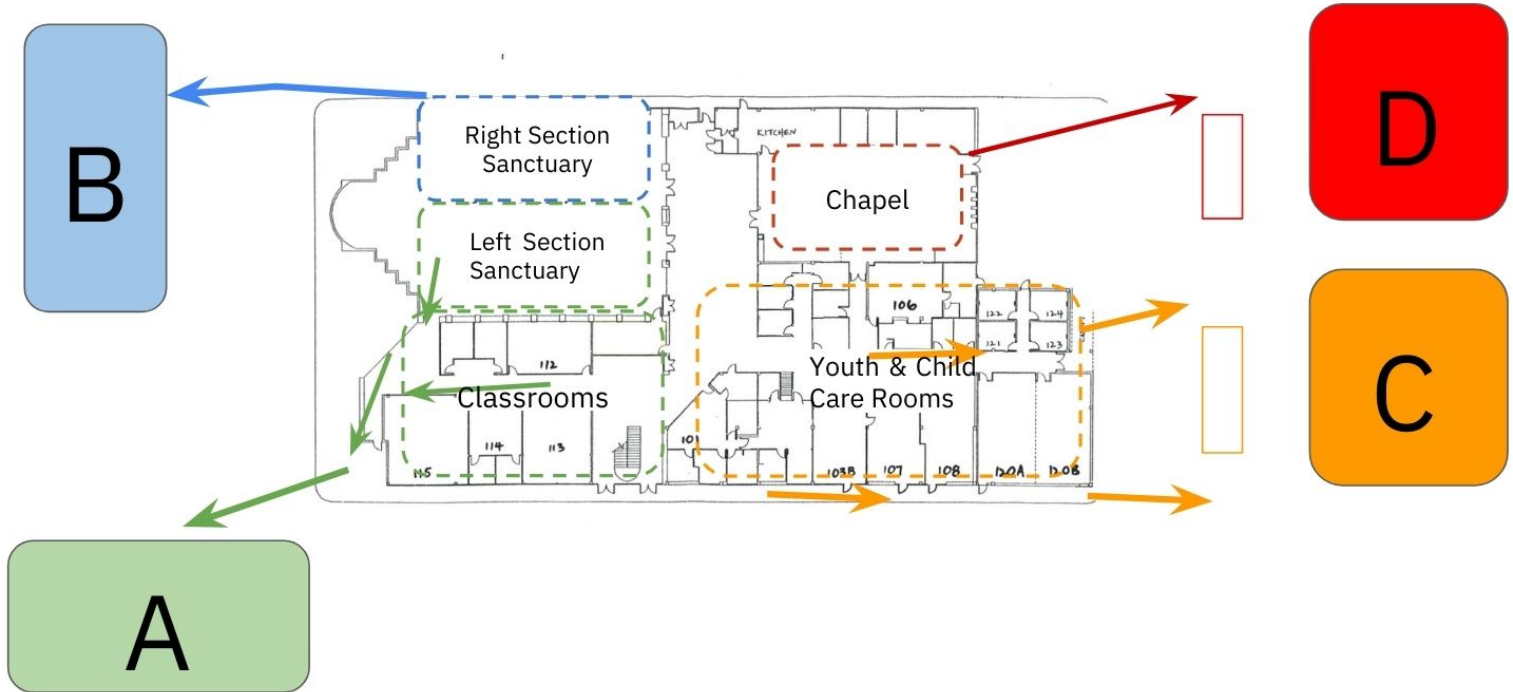 B
D
C
A
Right Section
Sanctuary
Left Section
Sanctuary
KITCHEN
Chapel
Classrooms
Youth & Child
Care Rooms
112
113
114
115
101
103B
106
107
108
120A
120B
121
122
123
124